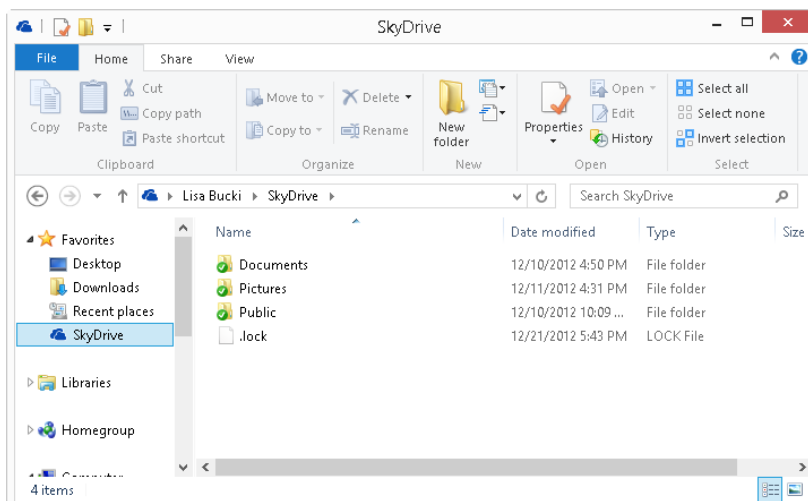 SkyDrive
File Home Share View
Copy
Paste
Cut
Copy path
Paste shortcut
Clipboard
Move to
Copy to
Delete
Rename
Organize
New folder
New
Properties
Open
Edit
History
Open
Select all
Select none
Invert selection
Select
Lisa Bucki SkyDrive
Search SkyDrive
Favorites
Desktop
Downloads
Recent places
SkyDrive
Libraries
Homegroup
Name Date modified Type Size
Documents 12/10/2012 4:50 PM File folder
Pictures 12/11/2012 4:31 PM File folder
Public 12/10/2012 10:09 ... File folder
.lock 12/21/2012 5:43 PM LOCK File
4 items